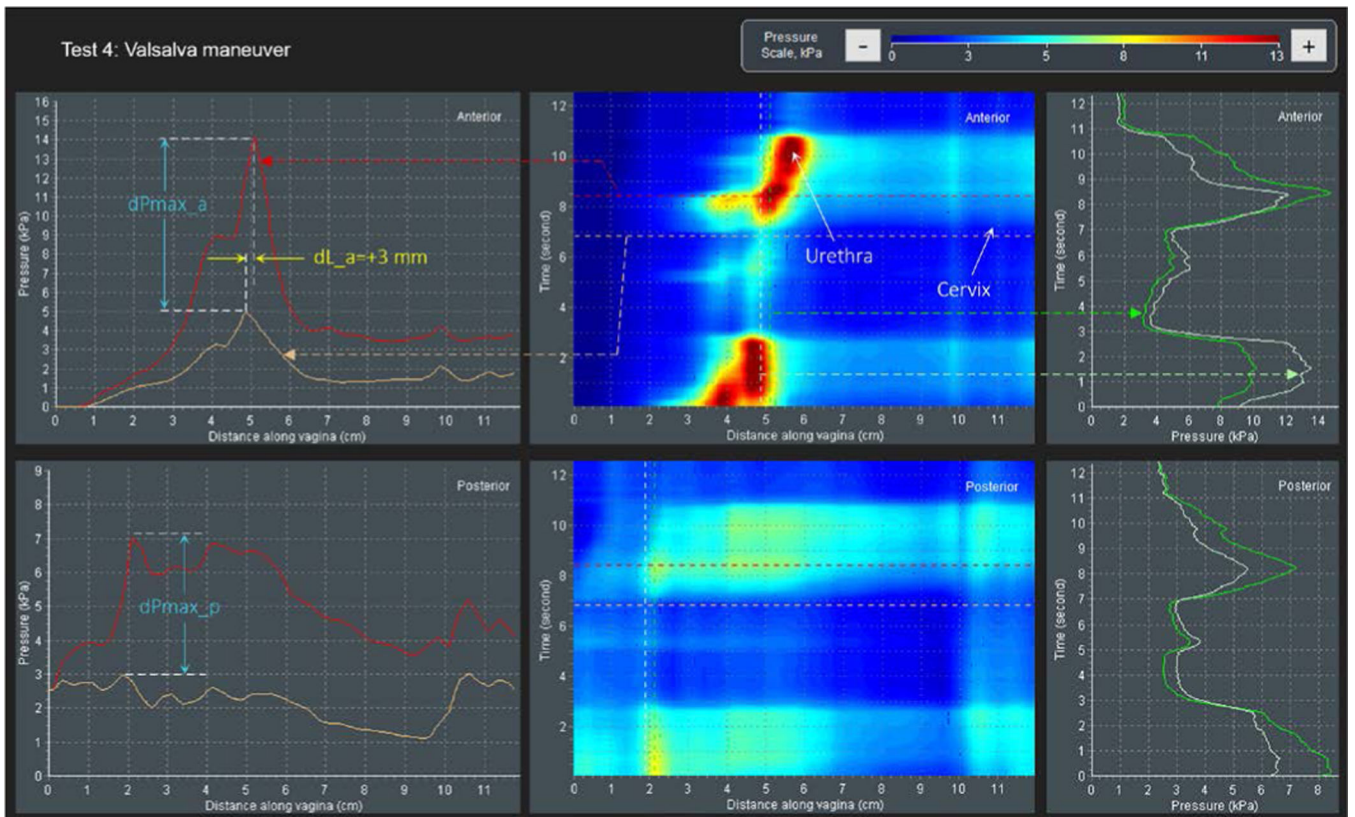 Test 4: Valsalva maneuver
Pressure
Scale, kPa
-
+
0 3 5 8 11 13
Anterior
Pressure (kPa)
16
15
14
13
12
11
10
9
8
7
6
5
4
3
2
1
0
dPmax_a
dL_a=+3 mm
0 1 2 3 4 5 6 7 8 9 10 11
Distance along vagina (cm)
Anterior
Time (second)
12
10
8
6
4
2
Urethra
Cervix
0 1 2 3 4 5 6 7 8 9 10 11
Distance along vagina (cm)
Anterior
Time (second)
12
11
10
9
8
7
6
5
4
3
2
1
0
0 2 4 6 8 10 12 14
Pressure (kPa)
Posterior
Pressure (kPa)
9
8
7
6
5
4
3
2
1
0
dPmax_p
0 1 2 3 4 5 6 7 8 9 10 11
Distance along vagina (cm)
Posterior
Time (second)
12
10
8
6
4
2
0 1 2 3 4 5 6 7 8 9 10 11
Distance along vagina (cm)
Posterior
Time (second)
12
11
10
9
8
7
6
5
4
3
2
1
0
0 1 2 3 4 5 6 7 8
Pressure (kPa)